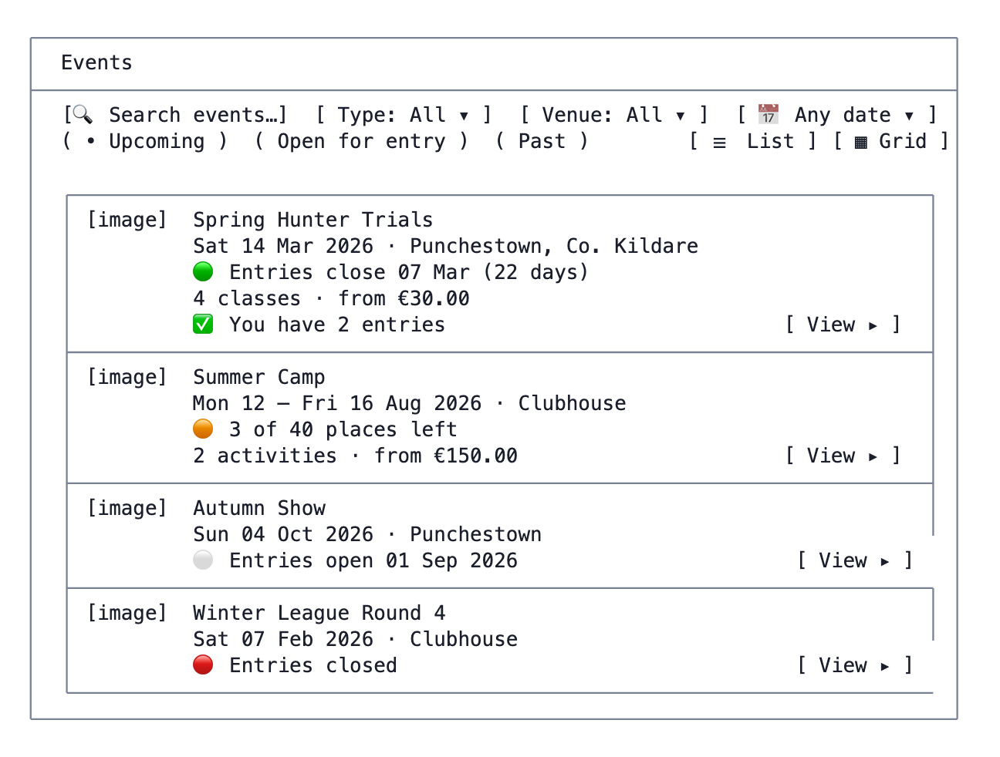 Events
[🔍 Search events…]  [ Type: All ▾ ]  [ Venue: All ▾ ]  [ 📅 Any date ▾ ]
( • Upcoming )  ( Open for entry )  ( Past )        [ ≡ List ] [ ▦ Grid ]
[image]  Spring Hunter Trials
Sat 14 Mar 2026 · Punchestown, Co. Kildare
🟢 Entries close 07 Mar (22 days)
4 classes · from €30.00
✅ You have 2 entries    [ View ▸ ]
[image]  Summer Camp
Mon 12 – Fri 16 Aug 2026 · Clubhouse
🟠 3 of 40 places left
2 activities · from €150.00    [ View ▸ ]
[image]  Autumn Show
Sun 04 Oct 2026 · Punchestown
⚪ Entries open 01 Sep 2026    [ View ▸ ]
[image]  Winter League Round 4
Sat 07 Feb 2026 · Clubhouse
🔴 Entries closed    [ View ▸ ]